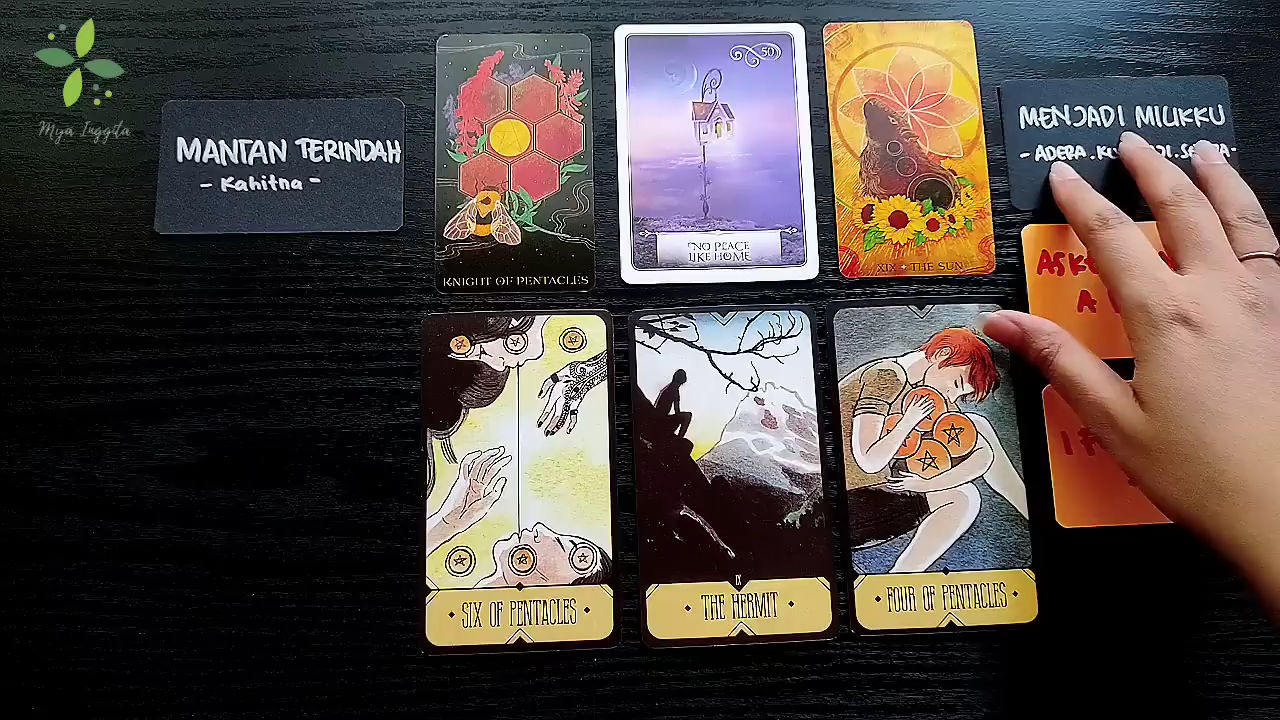 Mya Inggita
MANTAN TERINDAH
- Kahitna -
KNIGHT OF PENTACLES
50
NO PLACE
LIKE HOME
XIX THE SUN
MENJADI MILIKKU
- ADERA
A
I
SIX OF PENTACLES
IX
THE HERMIT
FOUR OF PENTACLES